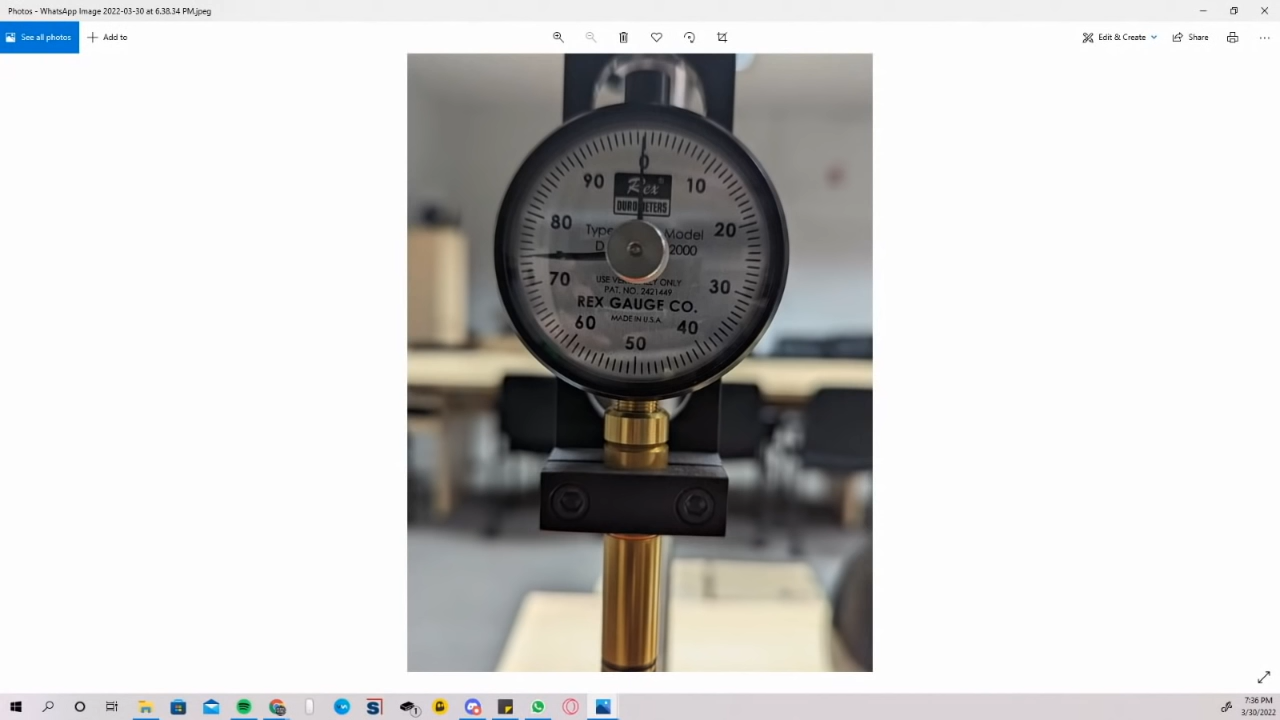 Photos - WhatsApp Image 2022-03-30 at 6.38.34 PM.jpeg
See all photos
Add to
Edit & Create
Share
0
90
10
Rex®
DUROMETERS
80
20
Type Model
D 2000
70
30
USE VERTICALLY ONLY
PAT. NO. 2421449
REX GAUGE CO.
MADE IN U.S.A.
60
40
50
1
7:36 PM
3/30/2022